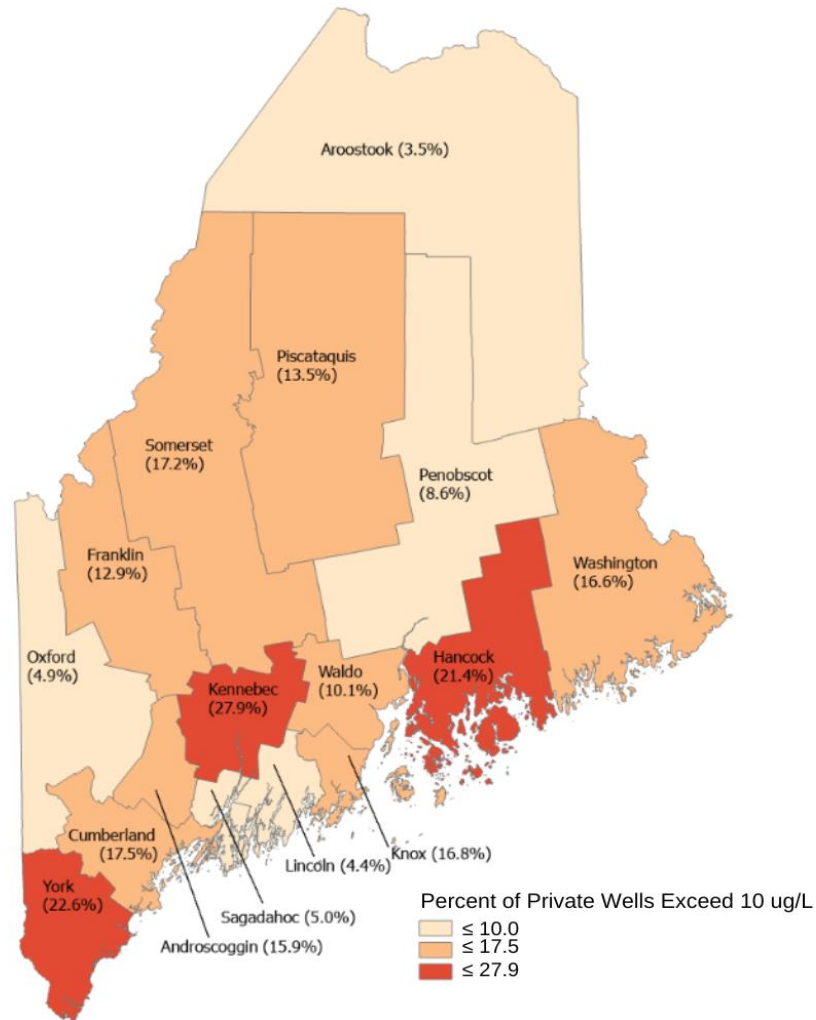 Aroostook (3.5%)
Piscataquis
(13.5%)
Somerset
(17.2%)
Penobscot
(8.6%)
Franklin
(12.9%)
Washington
(16.6%)
Oxford
(4.9%)
Kennebec
(27.9%)
Waldo
(10.1%)
Hancock
(21.4%)
Cumberland
(17.5%)
Knox (16.8%)
Lincoln (4.4%)
York
(22.6%)
Sagadahoc (5.0%)
Androscoggin (15.9%)
Percent of Private Wells Exceed 10 ug/L
≤ 10.0
≤ 17.5
≤ 27.9